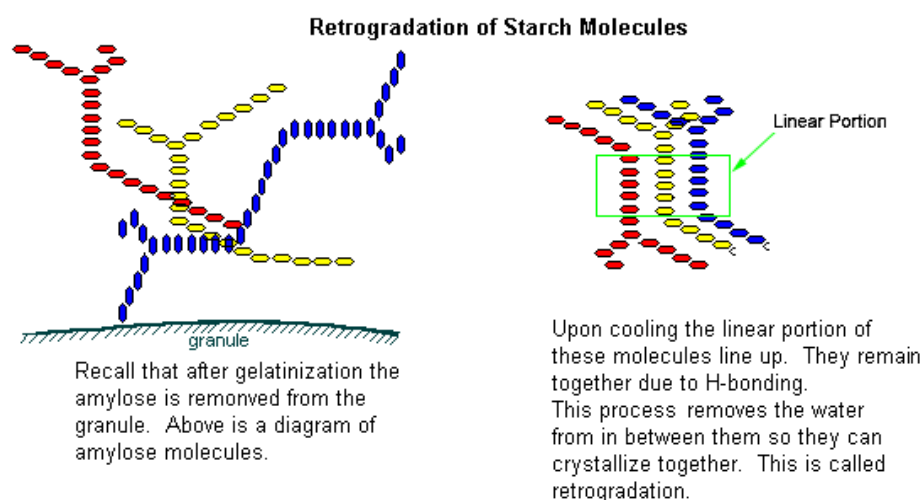 Retrogradation of Starch Molecules
Linear Portion
granule
Recall that after gelatinization the
amylose is remonved from the
granule.  Above is a diagram of
amylose molecules.
Upon cooling the linear portion of
these molecules line up.  They remain
together due to H-bonding.
This process removes the water
from in between them so they can
crystallize together.  This is called
retrogradation.